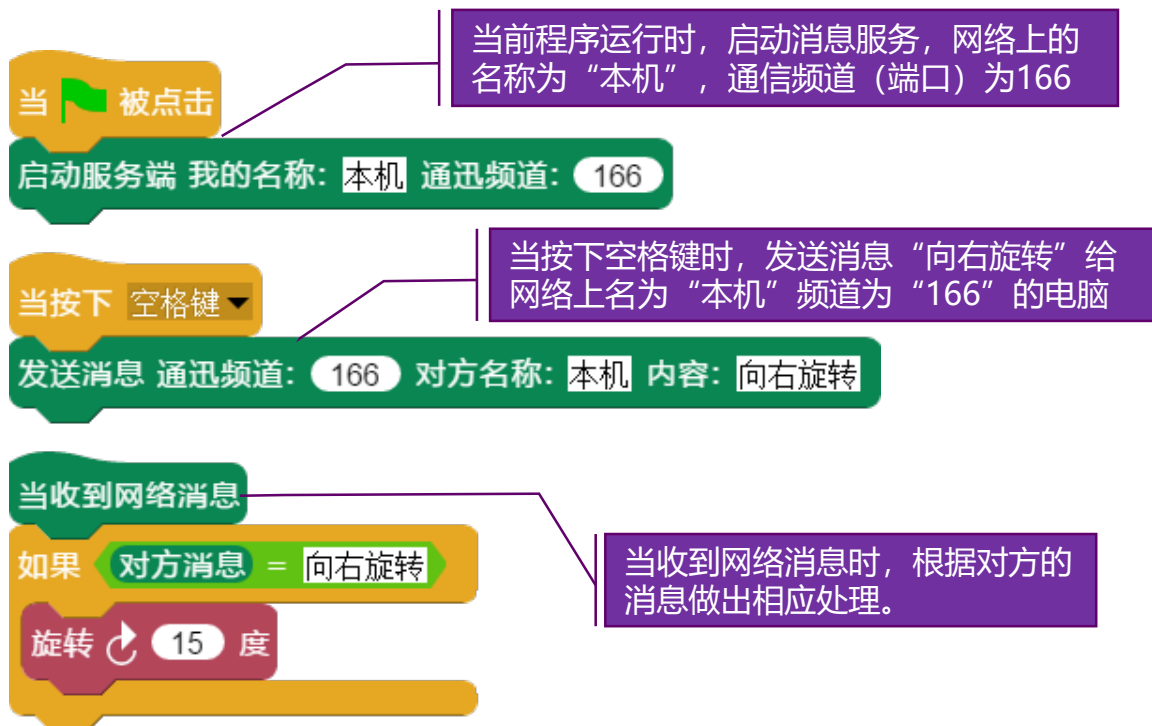 当前程序运行时，启动消息服务，网络上的
名称为“本机”，通信频道（端口）为166
当 被点击
启动服务端 我的名称: 本机 通迅频道: 166
当按下空格键时，发送消息“向右旋转”给
网络上名为“本机”频道为“166”的电脑
当按下 空格键
发送消息 通迅频道: 166 对方名称: 本机 内容: 向右旋转
当收到网络消息
如果 对方消息 = 向右旋转
当收到网络消息时，根据对方的
消息做出相应处理。
旋转 15 度